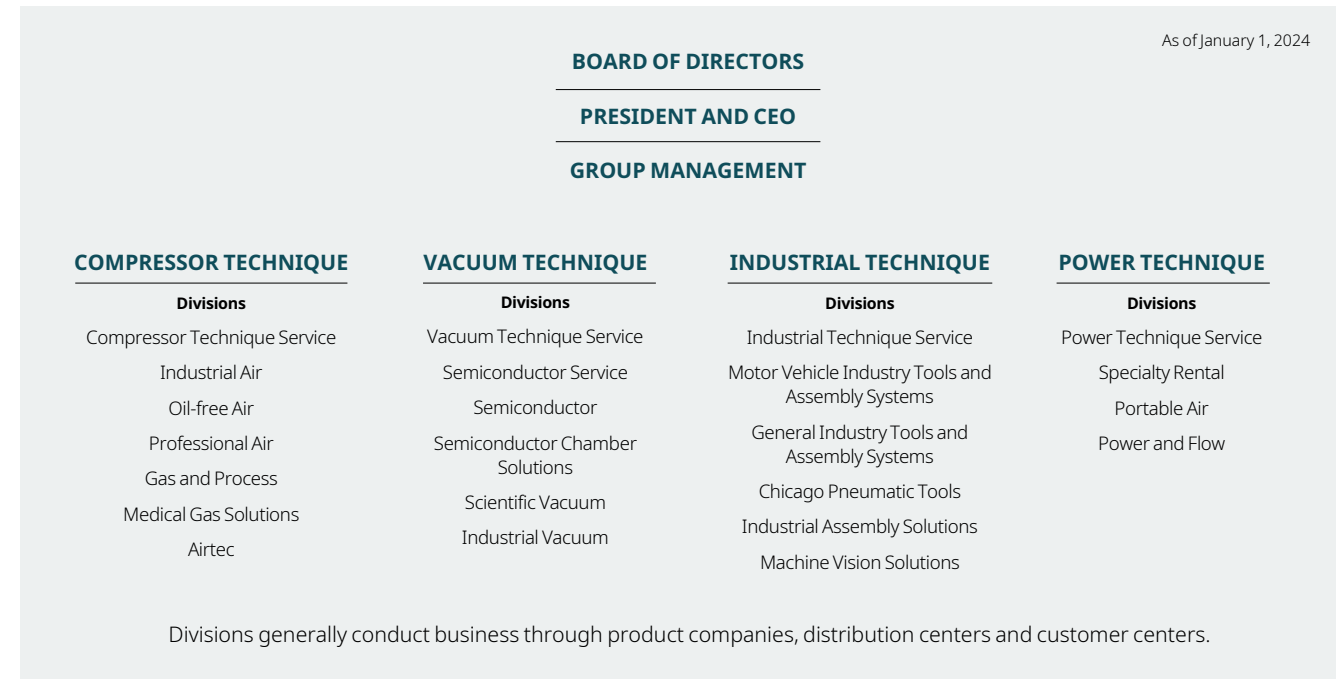 As of January 1, 2024
BOARD OF DIRECTORS
PRESIDENT AND CEO
GROUP MANAGEMENT
COMPRESSOR TECHNIQUE
Divisions
Compressor Technique Service
Industrial Air
Oil-free Air
Professional Air
Gas and Process
Medical Gas Solutions
Airtec
VACUUM TECHNIQUE
Divisions
Vacuum Technique Service
Semiconductor Service
Semiconductor
Semiconductor Chamber
Solutions
Scientific Vacuum
Industrial Vacuum
INDUSTRIAL TECHNIQUE
Divisions
Industrial Technique Service
Motor Vehicle Industry Tools and
Assembly Systems
General Industry Tools and
Assembly Systems
Chicago Pneumatic Tools
Industrial Assembly Solutions
Machine Vision Solutions
POWER TECHNIQUE
Divisions
Power Technique Service
Specialty Rental
Portable Air
Power and Flow
Divisions generally conduct business through product companies, distribution centers and customer centers.